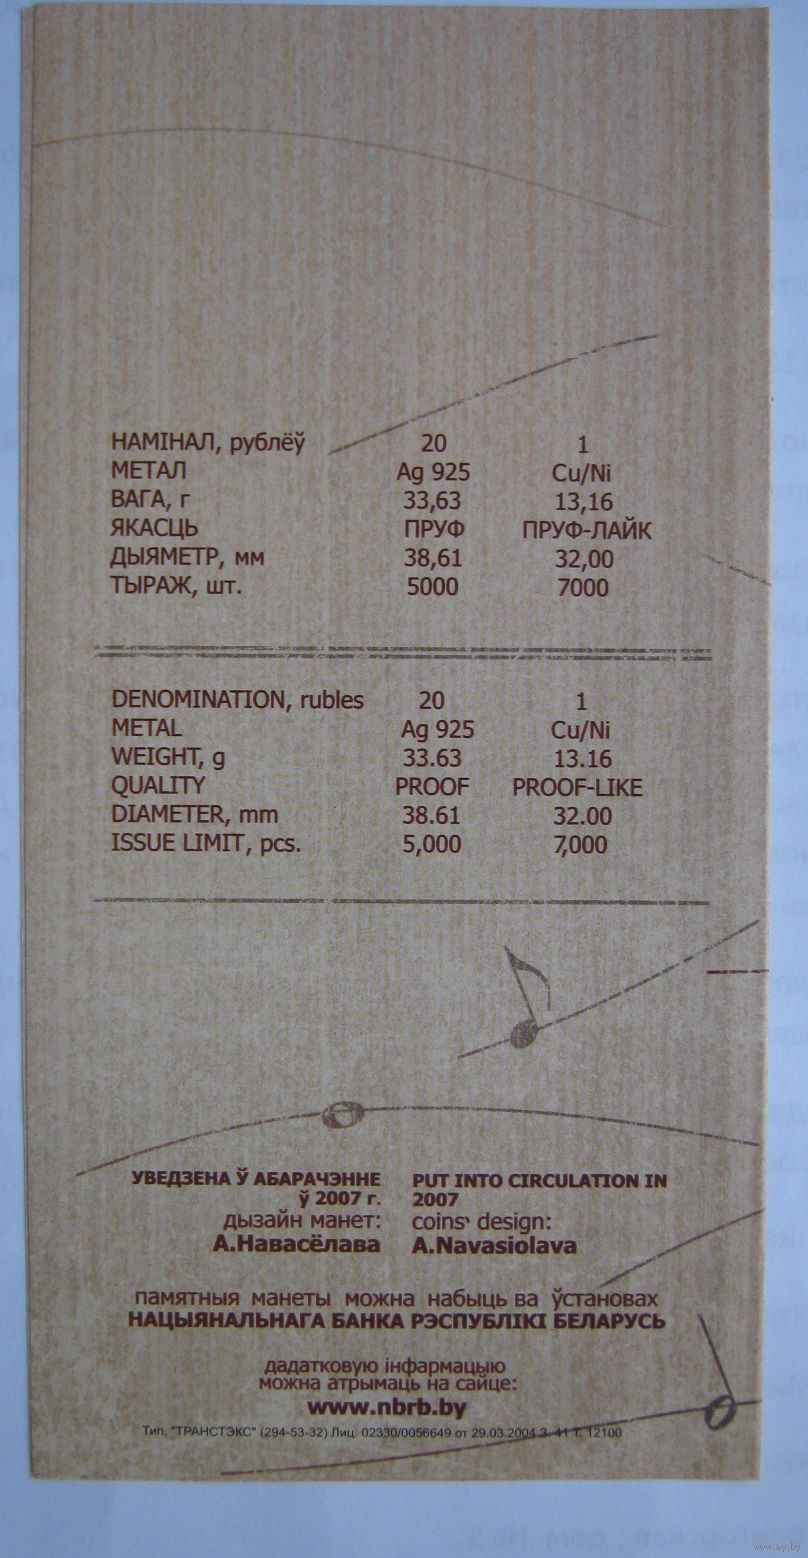 НАМІНАЛ, рублёў 20 1
МЕТАЛ Ag 925 Cu/Ni
ВАГА, г 33,63 13,16
ЯКАСЦЬ ПРУФ ПРУФ-ЛАЙК
ДЫЯМЕТР, мм 38,61 32,00
ТЫРАЖ, шт. 5000 7000
DENOMINATION, rubles 20 1
METAL Ag 925 Cu/Ni
WEIGHT, g 33.63 13.16
QUALITY PROOF PROOF-LIKE
DIAMETER, mm 38.61 32.00
ISSUE LIMIT, pcs. 5,000 7,000
УВЕДЗЕНА Ў АБАРАЧЭННЕ
ў 2007 г.
дызайн манет:
А.Навасёлава
PUT INTO CIRCULATION IN
2007
coins' design:
A.Navasiolava
памятныя манеты можна набыць ва ўстановах
НАЦЫЯНАЛЬНАГА БАНКА РЭСПУБЛІКІ БЕЛАРУСЬ
дадатковую інфармацыю
можна атрымаць на сайце:
www.nbrb.by
Тип. "ТРАНСТЭКС" (294-53-32) Лиц. 02330/0056649 от 29.03.2004 З. 41 Т. 12100
www.ay.by